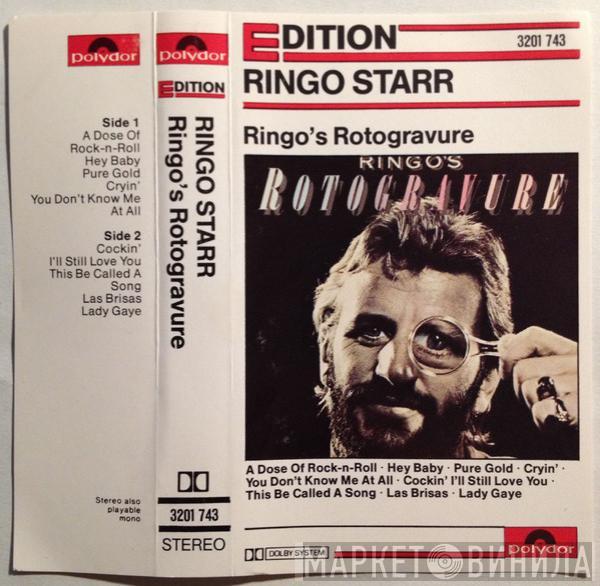 polydor
Side 1
A Dose Of
Rock-n-Roll
Hey Baby
Pure Gold
Cryin'
You Don't Know Me
At All
Side 2
Cockin'
I'll Still Love You
This Be Called A
Song
Las Brisas
Lady Gaye
Stereo also
playable
mono
polydor
EDITION
RINGO STARR
Ringo's Rotogravure
3201 743
STEREO
EDITION
3201 743
RINGO STARR
Ringo's Rotogravure
RINGO'S
ROTOGRAVURE
A Dose Of Rock-n-Roll · Hey Baby · Pure Gold · Cryin' ·
You Don't Know Me At All · Cockin' I'll Still Love You ·
This Be Called A Song · Las Brisas · Lady Gaye
DOLBY SYSTEM
polydor
МАРКЕТ ВИНИЛА